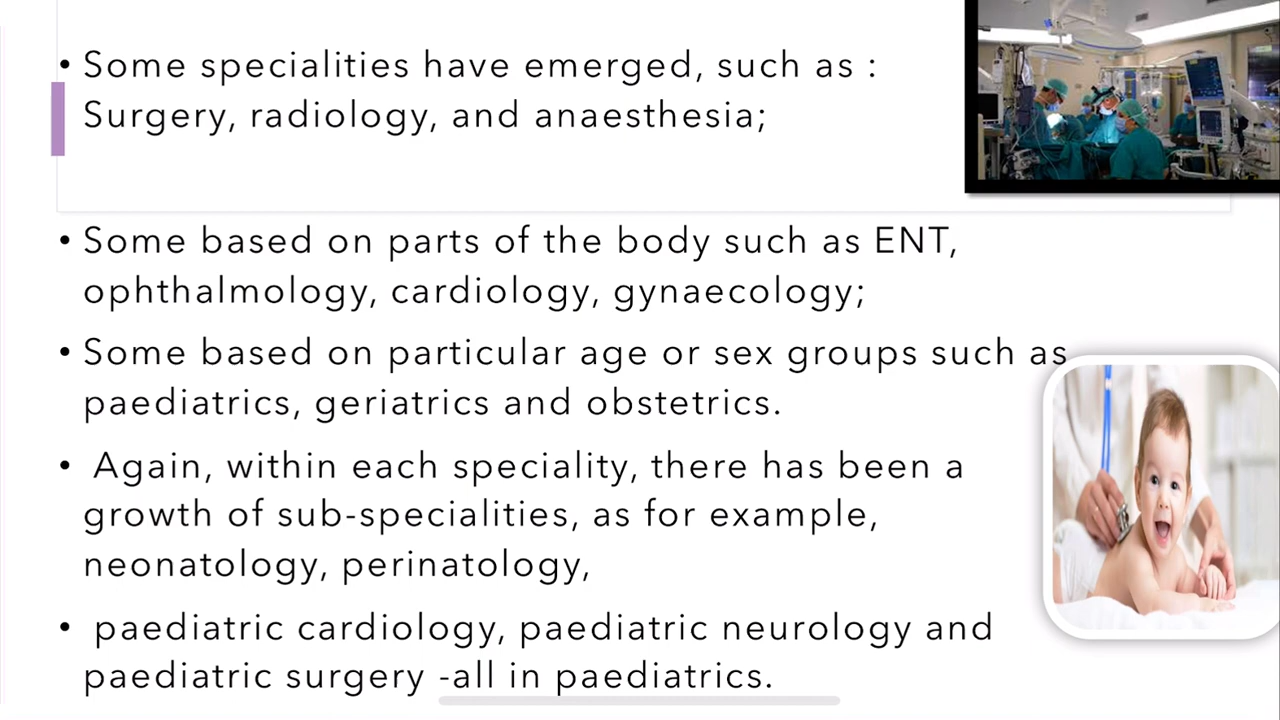 • Some specialities have emerged, such as :
Surgery, radiology, and anaesthesia;
• Some based on parts of the body such as ENT,
ophthalmology, cardiology, gynaecology;
• Some based on particular age or sex groups such as
paediatrics, geriatrics and obstetrics.
• Again, within each speciality, there has been a
growth of sub-specialities, as for example,
neonatology, perinatology,
• paediatric cardiology, paediatric neurology and
paediatric surgery -all in paediatrics.